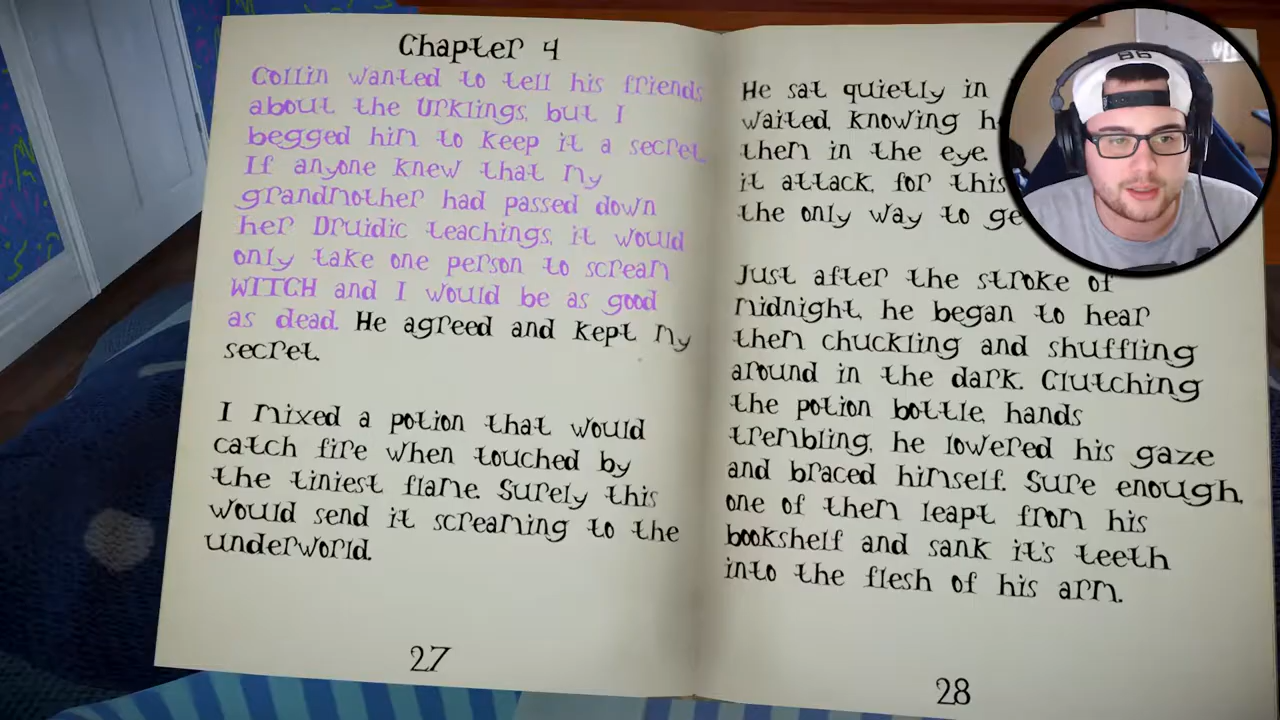 Chapter 4
Collin wanted to tell his friends
about the Urklings, but I
begged him to keep it a secret.
If anyone knew that my
grandmother had passed down
her Druidic teachings, it would
only take one person to scream
WITCH and I would be as good
as dead. He agreed and kept my
secret.
I mixed a potion that would
catch fire when touched by
the tiniest flame. Surely this
would send it screaming to the
underworld.
27
He sat quietly in
waited, knowing
them in the eye.
it attack, for this
the only way to
Just after the stroke of
midnight, he began to hear
them chuckling and shuffling
around in the dark. Clutching
the potion bottle, hands
trembling, he lowered his gaze
and braced himself. Sure enough,
one of them leapt from his
bookshelf and sank it's teeth
into the flesh of his arm.
28